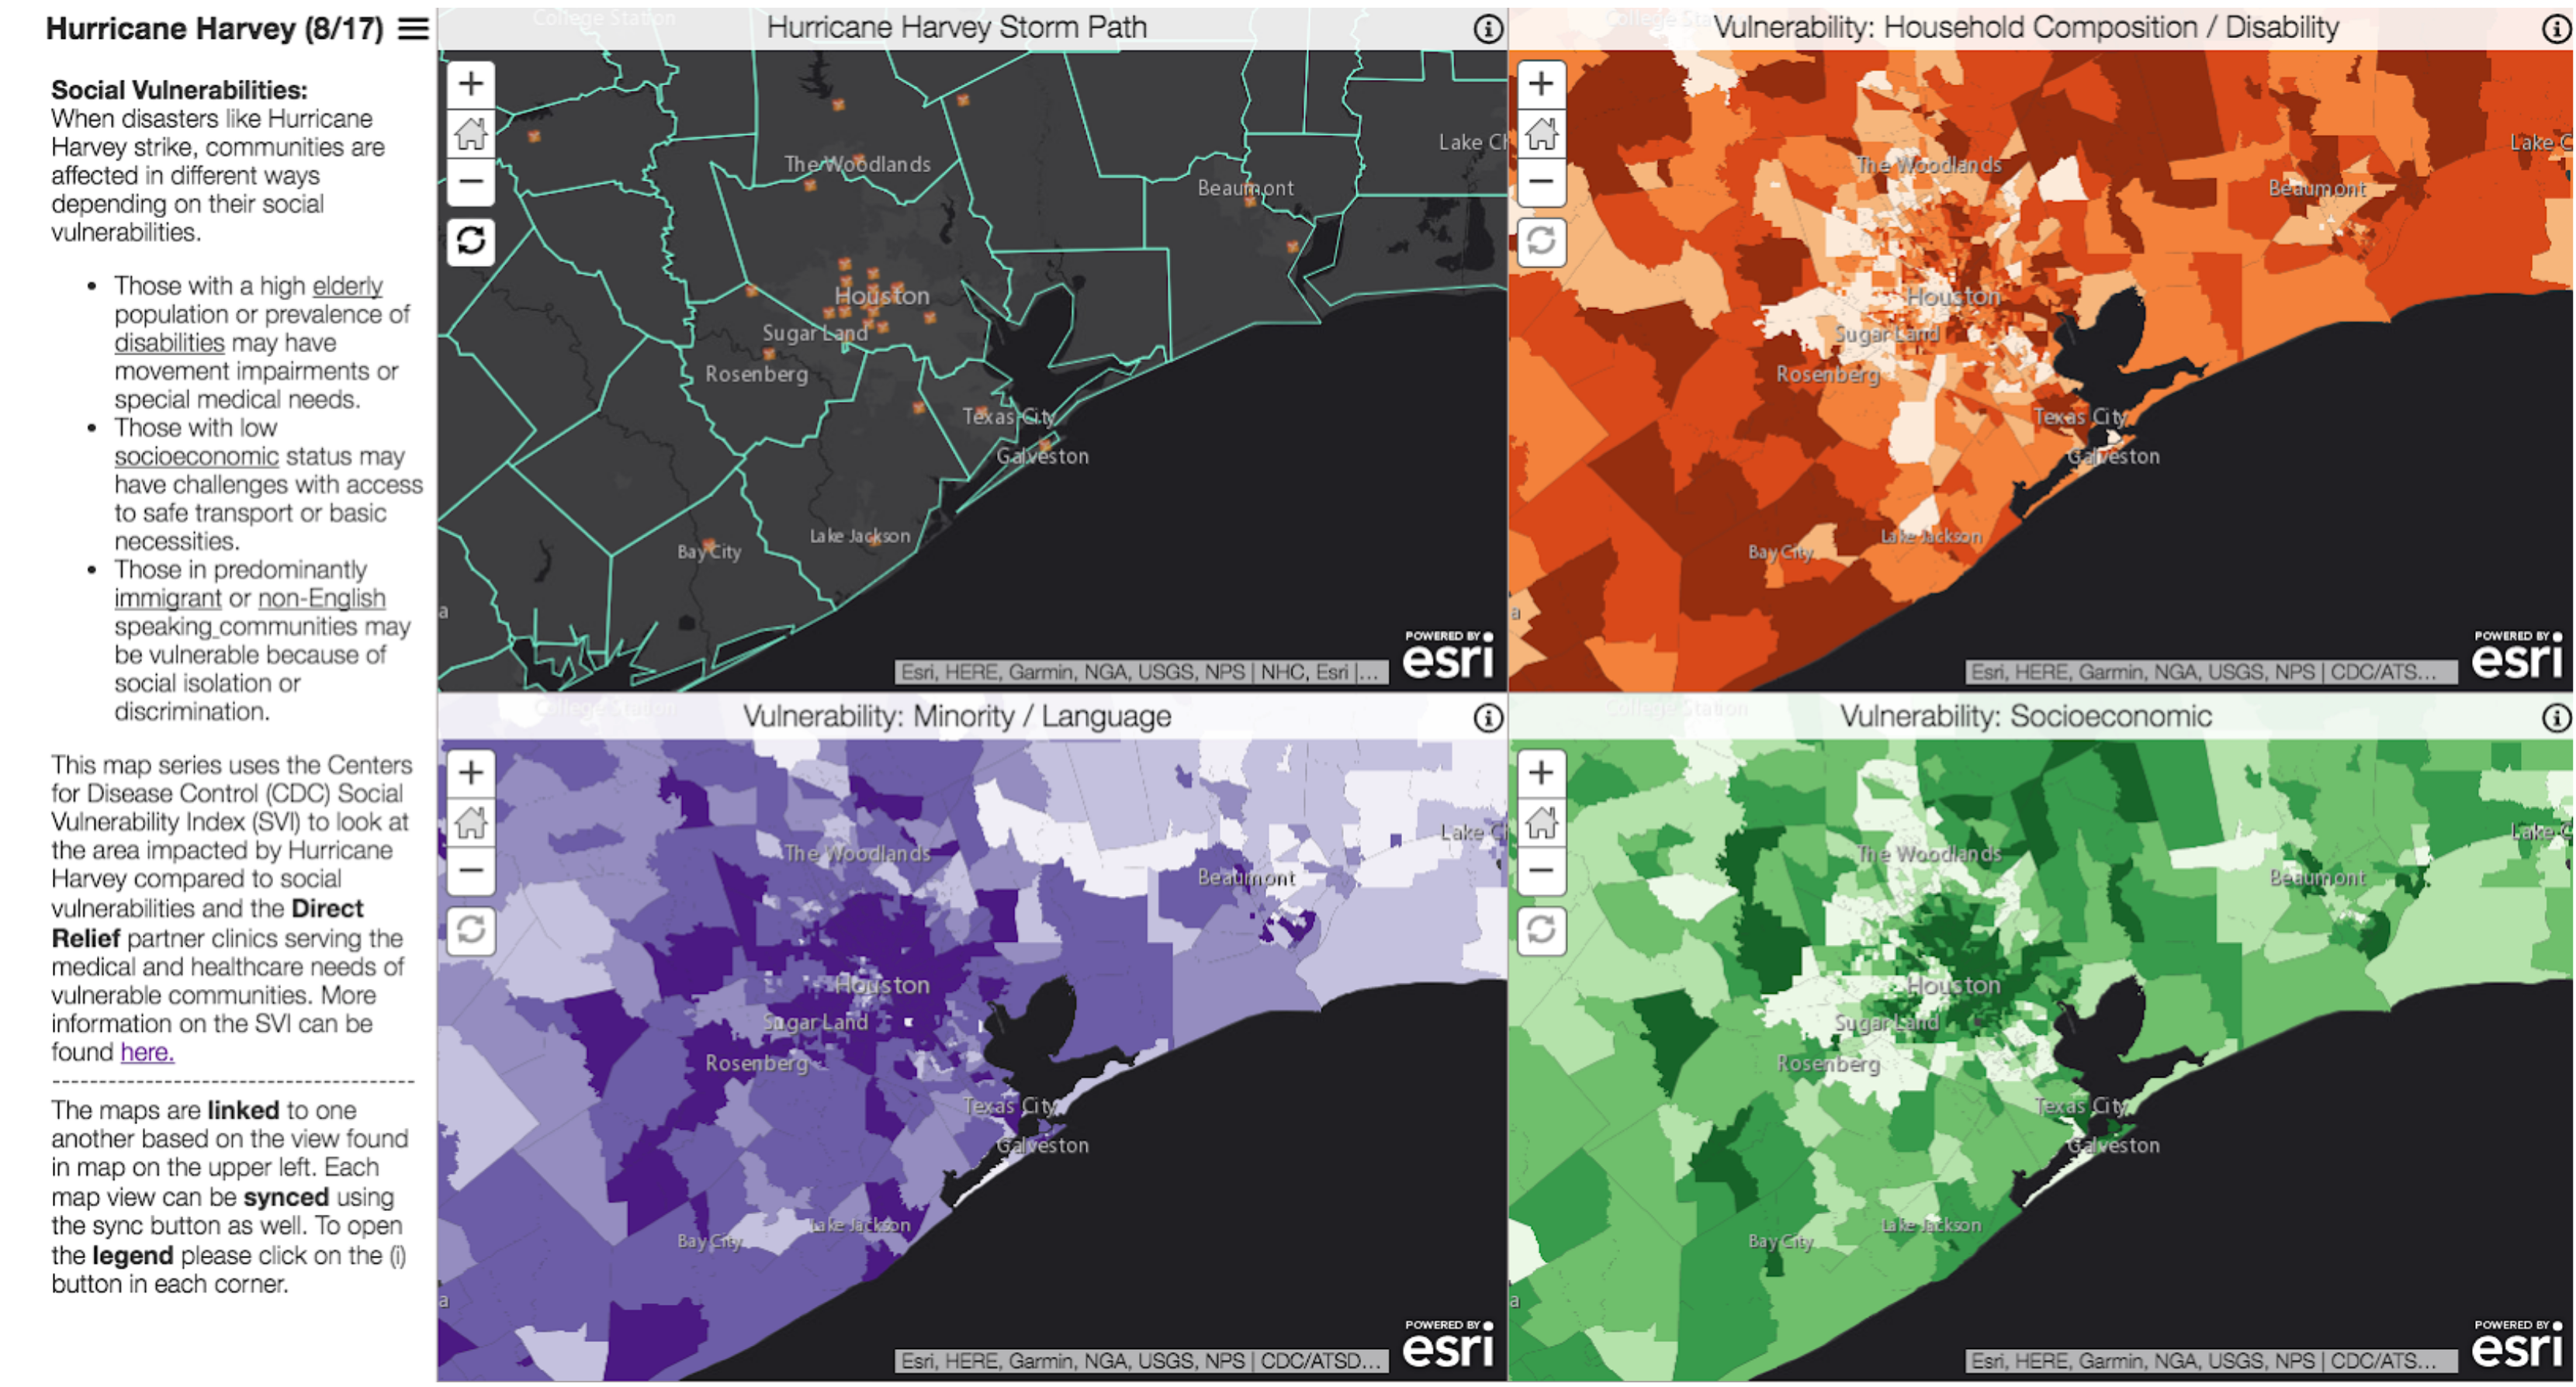 Hurricane Harvey (8/17)
Social Vulnerabilities:
When disasters like Hurricane
Harvey strike, communities are
affected in different ways
depending on their social
vulnerabilities.
• Those with a high elderly
population or prevalence of
disabilities may have
movement impairments or
special medical needs.
• Those with low
socioeconomic status may
have challenges with access
to safe transport or basic
necessities.
• Those in predominantly
immigrant or non-English
speaking communities may
be vulnerable because of
social isolation or
discrimination.
This map series uses the Centers
for Disease Control (CDC) Social
Vulnerability Index (SVI) to look at
the area impacted by Hurricane
Harvey compared to social
vulnerabilities and the Direct
Relief partner clinics serving the
medical and healthcare needs of
vulnerable communities. More
information on the SVI can be
found here.
----------------------------------------
The maps are linked to one
another based on the view found
in map on the upper left. Each
map view can be synced using
the sync button as well. To open
the legend please click on the (i)
button in each corner.
College Station
Hurricane Harvey Storm Path
+
−
The Woodlands
Beaumont
Lake Ch
Houston
Sugar Land
Rosenberg
Texas City
Galveston
Lake Jackson
Bay City
a
POWERED BY
esri
Esri, HERE, Garmin, NGA, USGS, NPS | NHC, Esri |...
College Sta
Vulnerability: Household Composition / Disability
+
−
The Woodlands
Beaumont
Lake C
Houston
Sugar Land
Rosenberg
Texas City
Galveston
Lake Jackson
Bay City
a
POWERED BY
esri
Esri, HERE, Garmin, NGA, USGS, NPS | CDC/ATS...
College Station
Vulnerability: Minority / Language
+
−
The Woodlands
Beaumont
Lake C
Houston
Sugar Land
Rosenberg
Texas City
Galveston
Lake Jackson
Bay City
a
POWERED BY
esri
Esri, HERE, Garmin, NGA, USGS, NPS | CDC/ATSD...
College Station
Vulnerability: Socioeconomic
+
−
The Woodlands
Beaumont
Lake C
Houston
Sugar Land
Rosenberg
Texas City
Galveston
Lake Jackson
Bay City
a
POWERED BY
esri
Esri, HERE, Garmin, NGA, USGS, NPS | CDC/ATS...